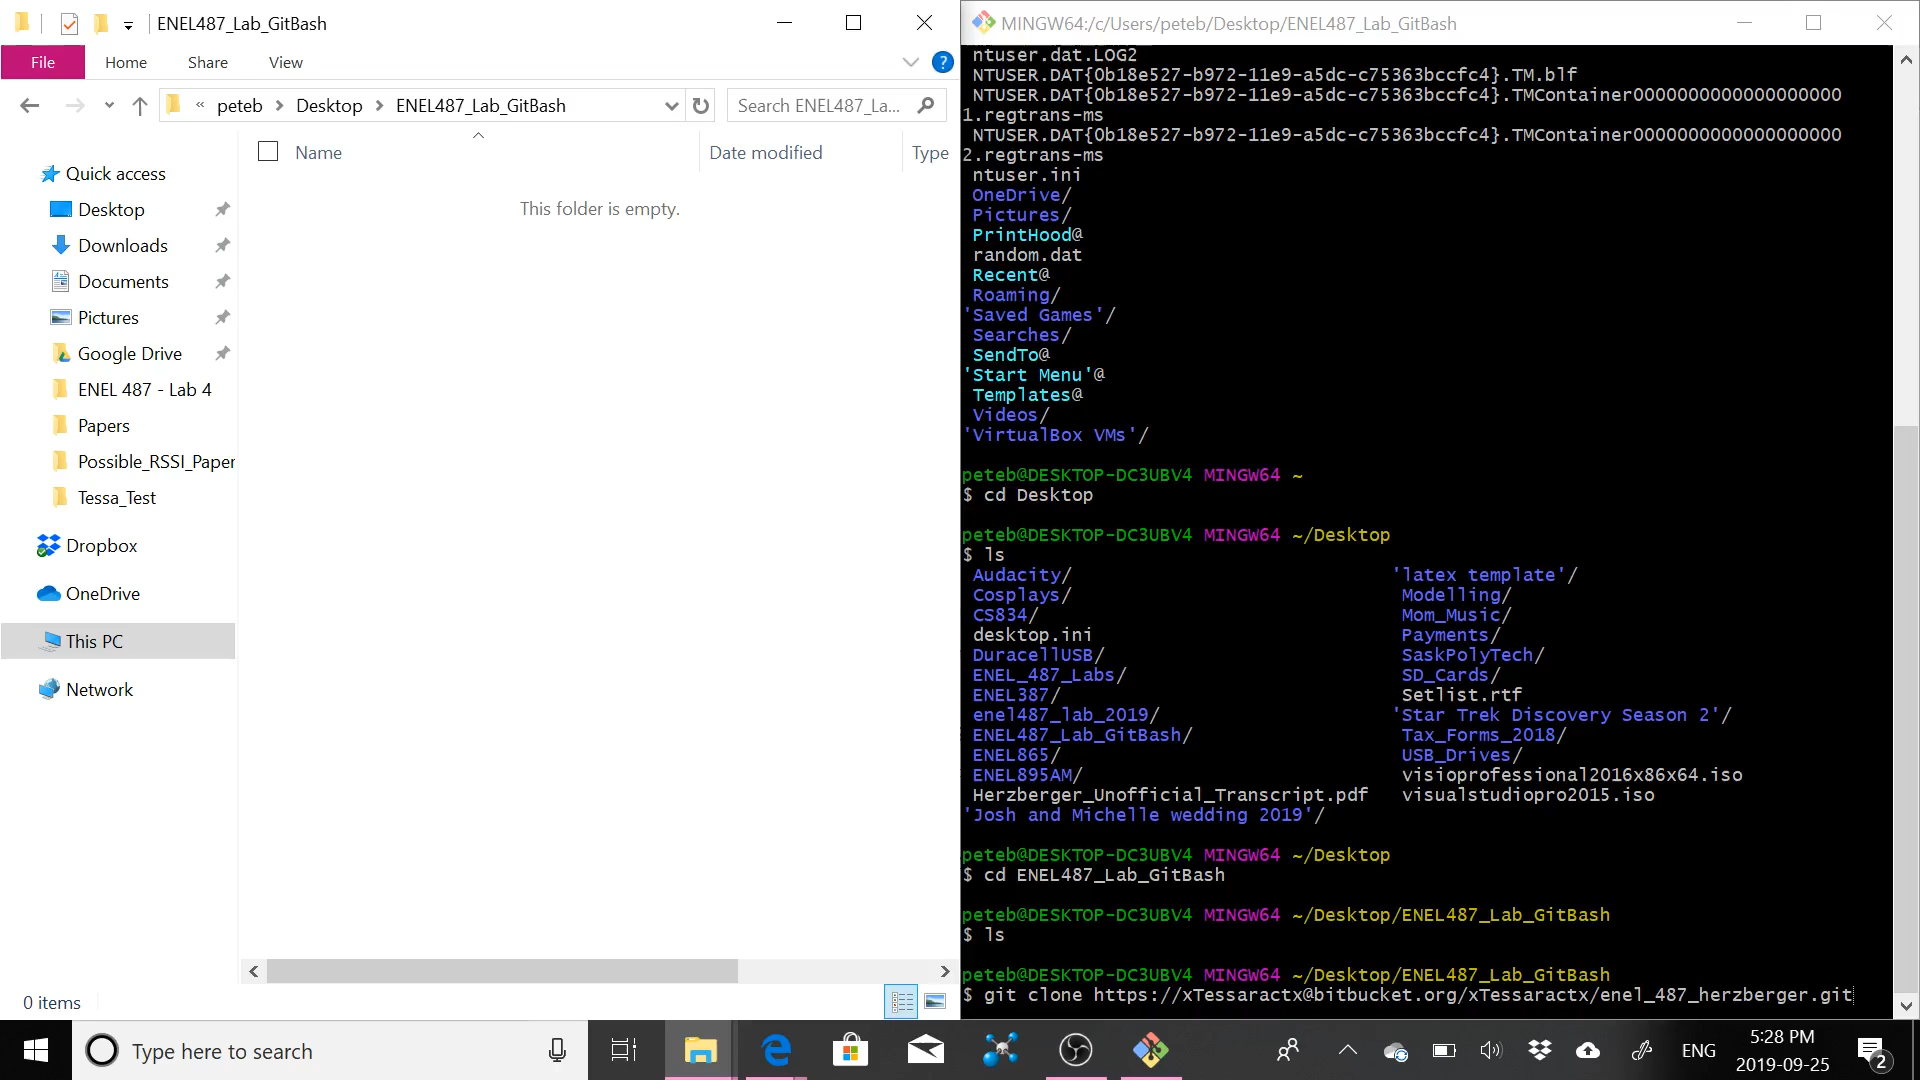 ENEL487_Lab_GitBash
File
Home
Share
View
?
« peteb > Desktop > ENEL487_Lab_GitBash
Search ENEL487_La...
Name
Date modified
Type
This folder is empty.
Quick access
Desktop
Downloads
Documents
Pictures
Google Drive
ENEL 487 - Lab 4
Papers
Possible_RSSI_Paper
Tessa_Test
Dropbox
OneDrive
This PC
Network
0 items
MINGW64:/c/Users/peteb/Desktop/ENEL487_Lab_GitBash
ntuser.dat.LOG2
NTUSER.DAT{0b18e527-b972-11e9-a5dc-c75363bccfc4}.TM.blf
NTUSER.DAT{0b18e527-b972-11e9-a5dc-c75363bccfc4}.TMContainer0000000000000000000
1.regtrans-ms
NTUSER.DAT{0b18e527-b972-11e9-a5dc-c75363bccfc4}.TMContainer0000000000000000000
2.regtrans-ms
ntuser.ini
OneDrive/
Pictures/
PrintHood@
random.dat
Recent@
Roaming/
'Saved Games'/
Searches/
SendTo@
'Start Menu'@
Templates@
Videos/
'VirtualBox VMs'/
peteb@DESKTOP-DC3UBV4 MINGW64 ~
$ cd Desktop
peteb@DESKTOP-DC3UBV4 MINGW64 ~/Desktop
$ ls
Audacity/ 'latex template'/
Cosplays/ Modelling/
CS834/ Mom_Music/
desktop.ini Payments/
DuracellUSB/ SaskPolyTech/
ENEL_487_Labs/ SD_Cards/
ENEL387/ Setlist.rtf
enel487_lab_2019/ 'Star Trek Discovery Season 2'/
ENEL487_Lab_GitBash/ Tax_Forms_2018/
ENEL865/ USB_Drives/
ENEL895AM/ visioprofessional2016x86x64.iso
Herzberger_Unofficial_Transcript.pdf visualstudiopro2015.iso
'Josh and Michelle wedding 2019'/
peteb@DESKTOP-DC3UBV4 MINGW64 ~/Desktop
$ cd ENEL487_Lab_GitBash
peteb@DESKTOP-DC3UBV4 MINGW64 ~/Desktop/ENEL487_Lab_GitBash
$ ls
peteb@DESKTOP-DC3UBV4 MINGW64 ~/Desktop/ENEL487_Lab_GitBash
$ git clone https://xTessaractx@bitbucket.org/xTessaractx/enel_487_herzberger.git
Type here to search
ENG
5:28 PM
2019-09-25
2